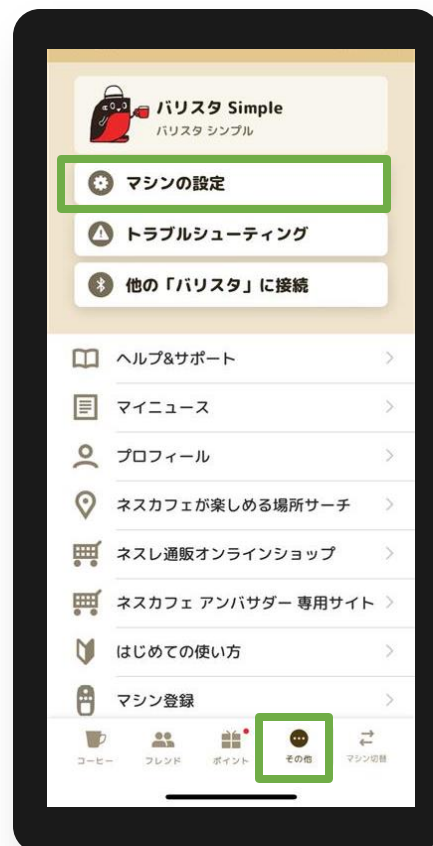 バリスタ Simple
バリスタ シンプル
マシンの設定
トラブルシューティング
他の「バリスタ」に接続
ヘルプ&サポート
マイニュース
プロフィール
ネスカフェが楽しめる場所サーチ
ネスレ通販オンラインショップ
ネスカフェ アンバサダー 専用サイト
はじめての使い方
マシン登録
コーヒー フレンド ポイント その他 マシン切替